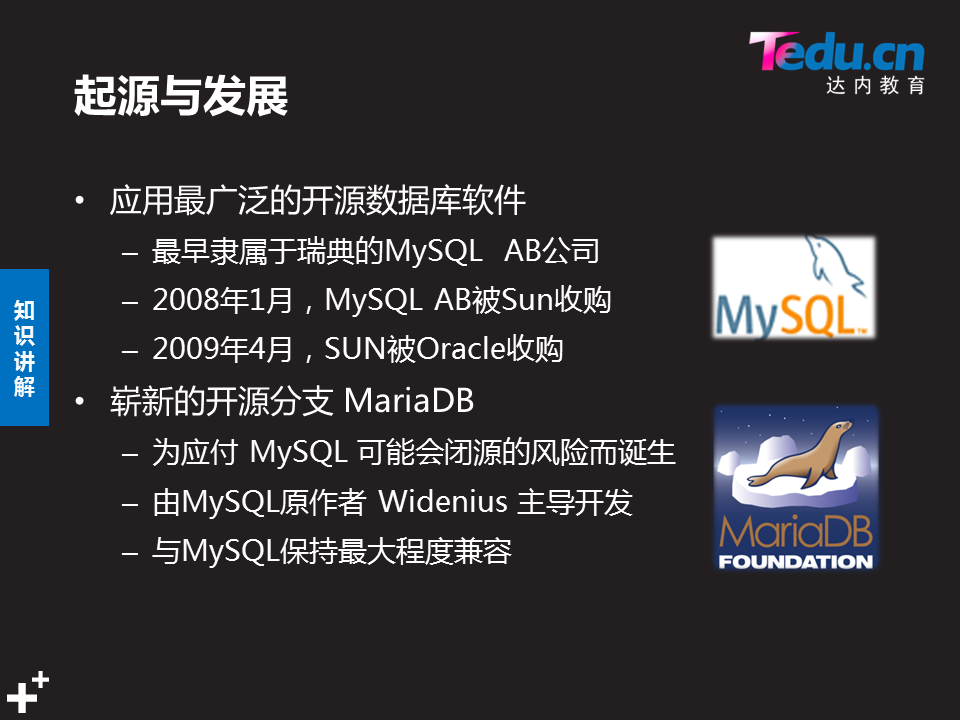 Tedu.cn
达内教育
起源与发展
• 应用最广泛的开源数据库软件
– 最早隶属于瑞典的MySQL AB公司
– 2008年1月，MySQL AB被Sun收购
– 2009年4月，SUN被Oracle收购
• 崭新的开源分支 MariaDB
– 为应付 MySQL 可能会闭源的风险而诞生
– 由MySQL原作者 Widenius 主导开发
– 与MySQL保持最大程度兼容
知识讲解
MySQL™
MariaDB
FOUNDATION